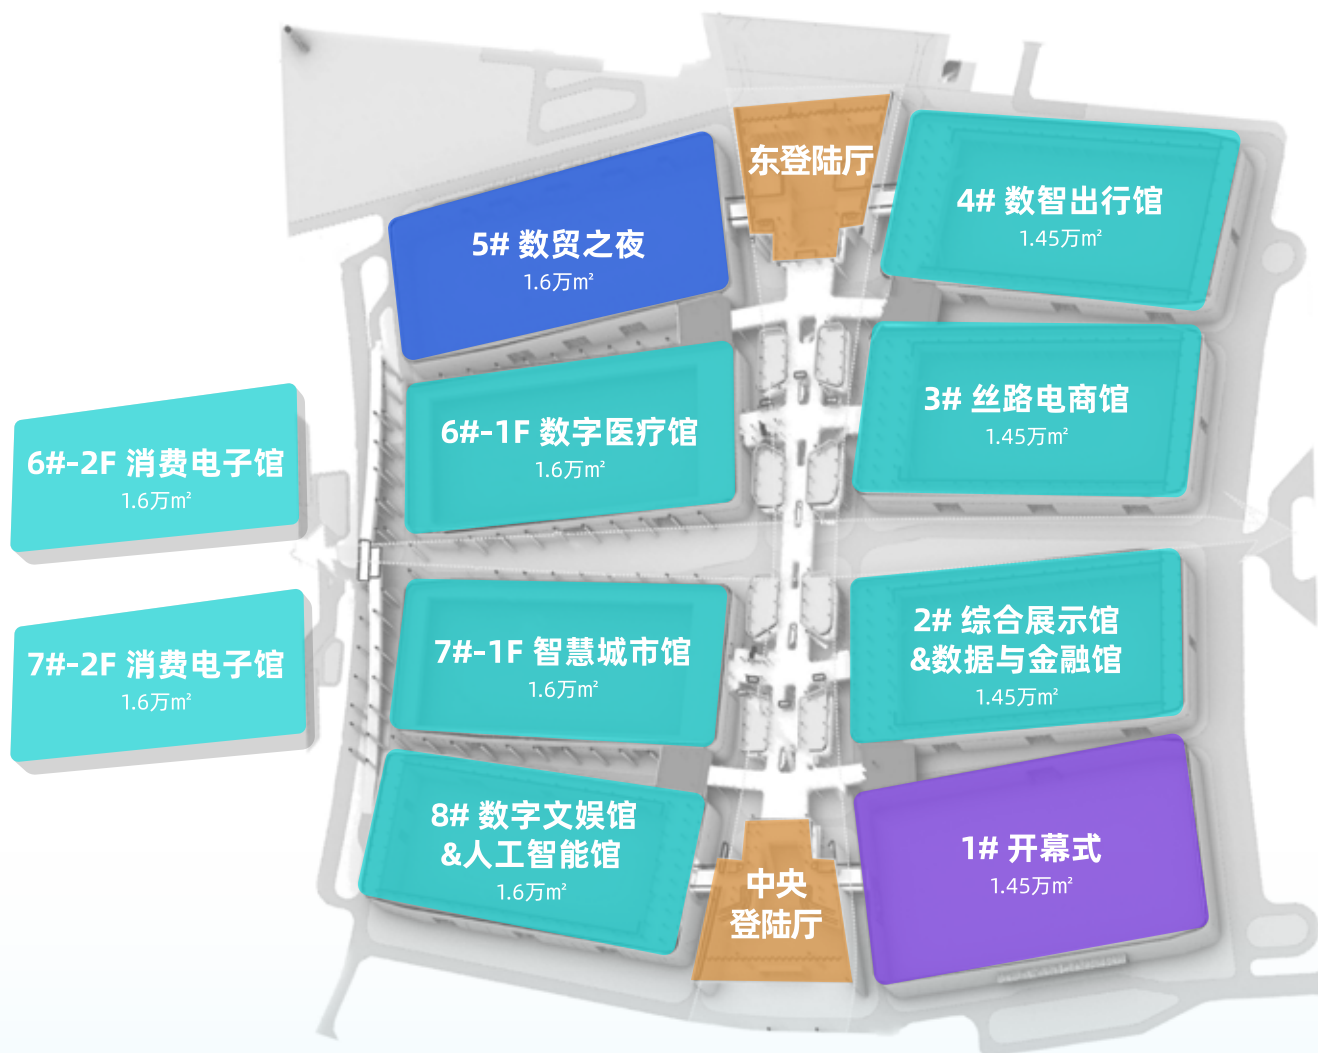 东登陆厅
4# 数智出行馆
1.45万㎡
5# 数贸之夜
1.6万㎡
3# 丝路电商馆
1.45万㎡
6#-1F 数字医疗馆
1.6万㎡
6#-2F 消费电子馆
1.6万㎡
2# 综合展示馆
&数据与金融馆
1.45万㎡
7#-1F 智慧城市馆
1.6万㎡
7#-2F 消费电子馆
1.6万㎡
8# 数字文娱馆
&人工智能馆
1.6万㎡
中央
登陆厅
1# 开幕式
1.45万㎡